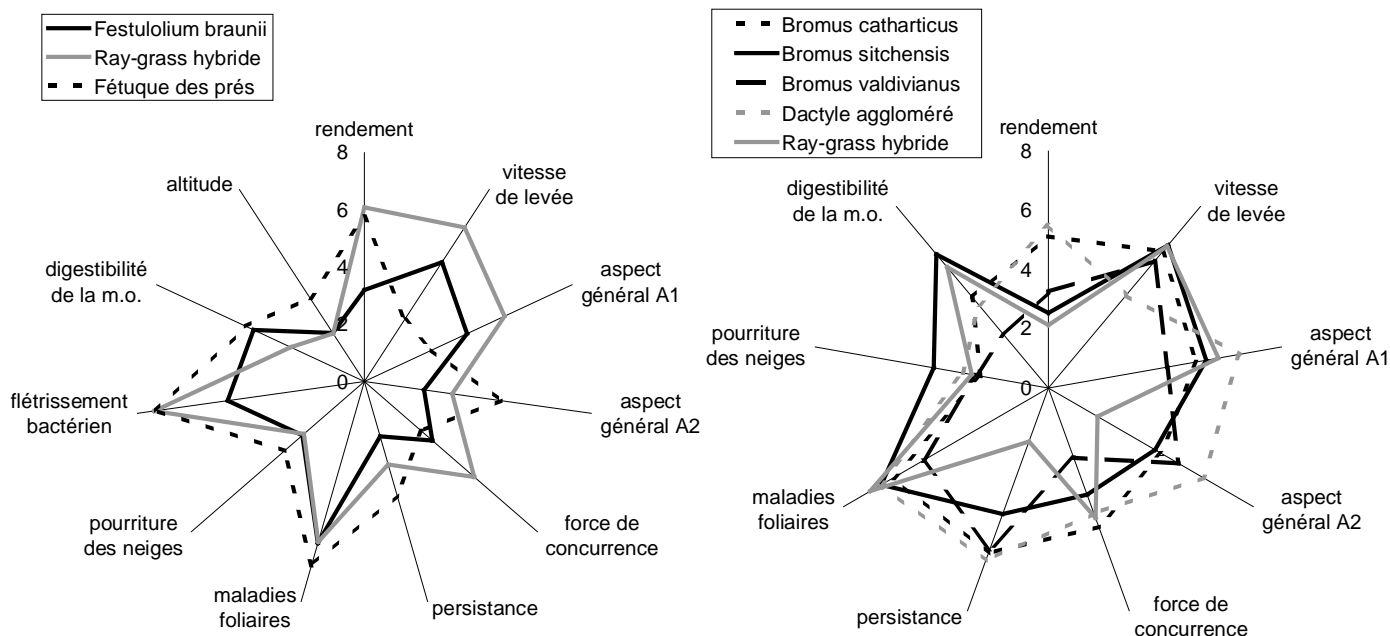 Festulolium braunii
Ray-grass hybride
Fétuque des prés
rendement
8
vitesse
de levée
altitude
6
aspect
général A1
digestibilité
de la m.o.
4
2
0
flétrissement
bactérien
aspect
général A2
pourriture
des neiges
force de
concurrence
maladies
foliaires
persistance
Bromus catharticus
Bromus sitchensis
Bromus valdivianus
Dactyle aggloméré
Ray-grass hybride
rendement
8
digestibilité
de la m.o.
vitesse
de levée
6
4
pourriture
des neiges
aspect
général A1
2
0
maladies
foliaires
aspect
général A2
persistance
force de
concurrence